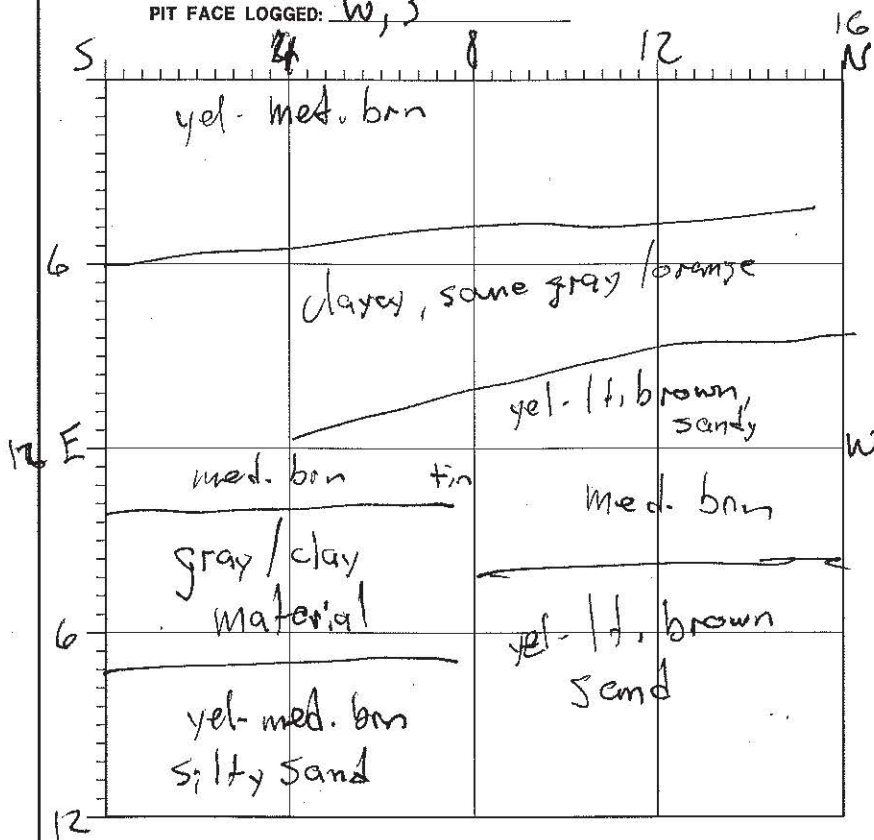 PIT FACE LOGGED: W, S
S 4 8 12 16 N
yel- med. brn
6
clayey, some gray / orange
yel- lt. brown,
sandy
12 E W
med. brn tin
med. brn
gray / clay
material
6
yel- lt. brown
sand
yel- med. brn
silty sand
12